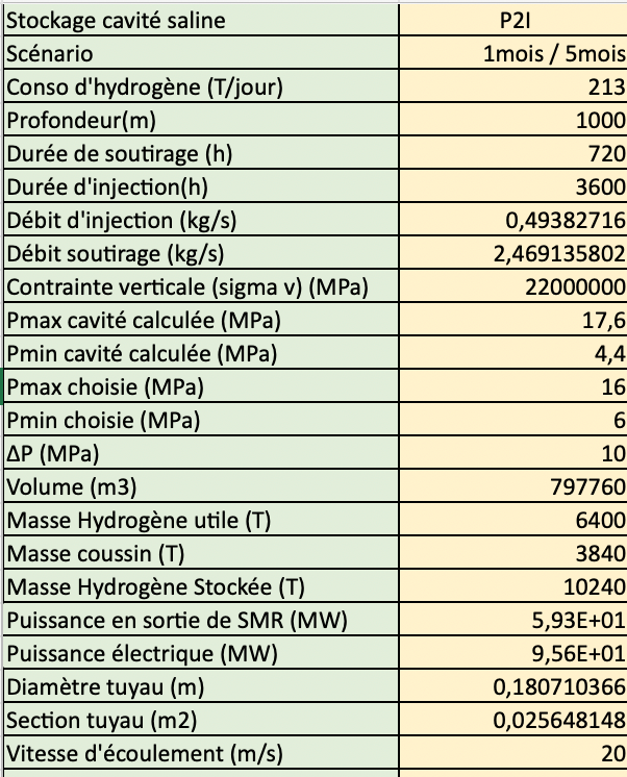 Stockage cavité saline P2I
Scénario 1mois / 5mois
Conso d'hydrogène (T/jour) 213
Profondeur(m) 1000
Durée de soutirage (h) 720
Durée d'injection(h) 3600
Débit d'injection (kg/s) 0,49382716
Débit soutirage (kg/s) 2,469135802
Contrainte verticale (sigma v) (MPa) 22000000
Pmax cavité calculée (MPa) 17,6
Pmin cavité calculée (MPa) 4,4
Pmax choisie (MPa) 16
Pmin choisie (MPa) 6
ΔP (MPa) 10
Volume (m3) 797760
Masse Hydrogène utile (T) 6400
Masse coussin (T) 3840
Masse Hydrogène Stockée (T) 10240
Puissance en sortie de SMR (MW) 5,93E+01
Puissance électrique (MW) 9,56E+01
Diamètre tuyau (m) 0,180710366
Section tuyau (m2) 0,025648148
Vitesse d'écoulement (m/s) 20